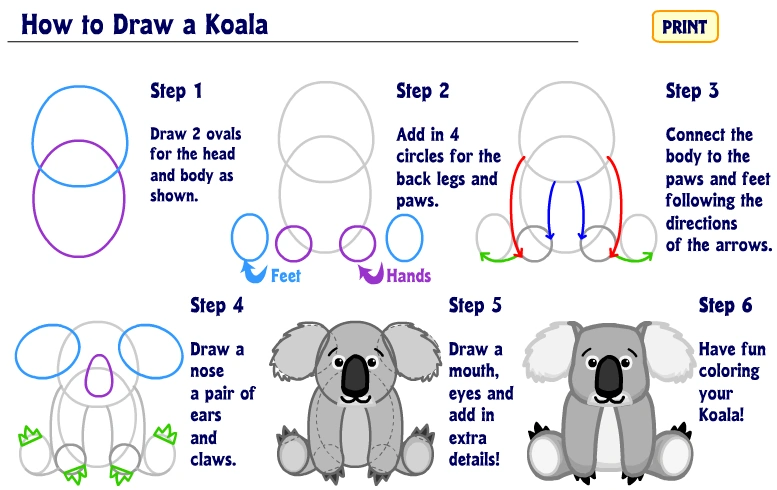 How to Draw a Koala
PRINT
Step 1
Draw 2 ovals
for the head
and body as
shown.
Step 2
Add in 4
circles for the
back legs and
paws.
Feet
Hands
Step 3
Connect the
body to the
paws and feet
following the
directions
of the arrows.
Step 4
Draw a
nose
a pair of
ears
and
claws.
Step 5
Draw a
mouth,
eyes and
add in
extra
details!
Step 6
Have fun
coloring
your
Koala!